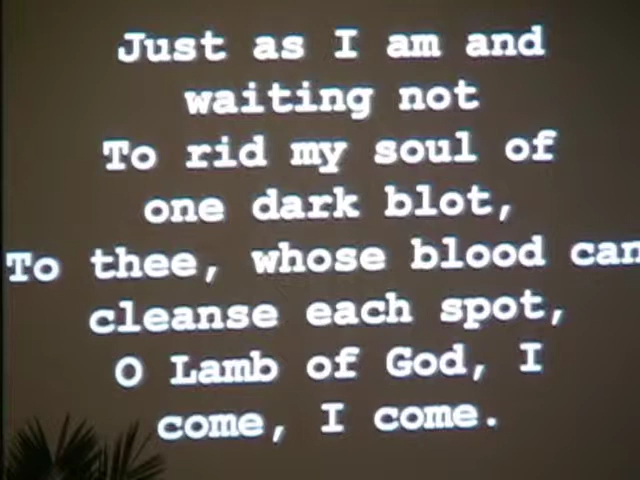 Just as I am and
waiting not
To rid my soul of
one dark blot,
To thee, whose blood can
cleanse each spot,
O Lamb of God, I
come, I come.